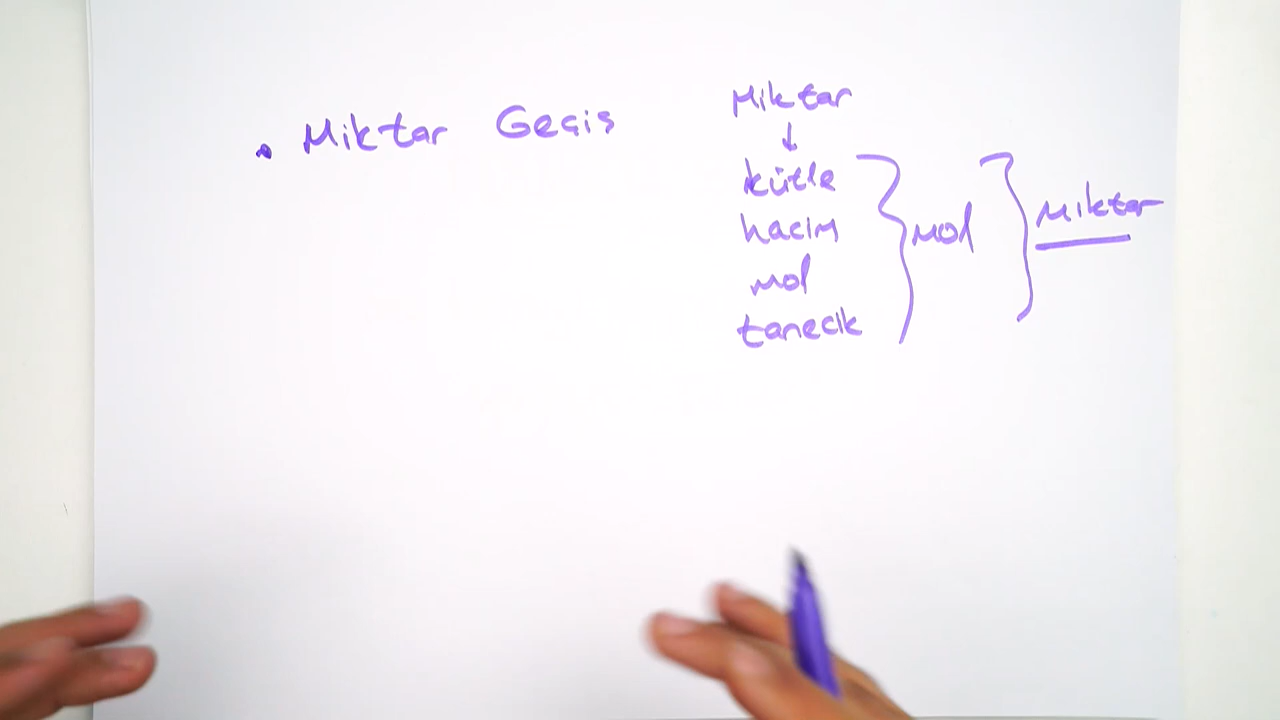 • Miktar Geçiş
Miktar
↓
kütle
hacim
mol
tanecik
mol
Miktar